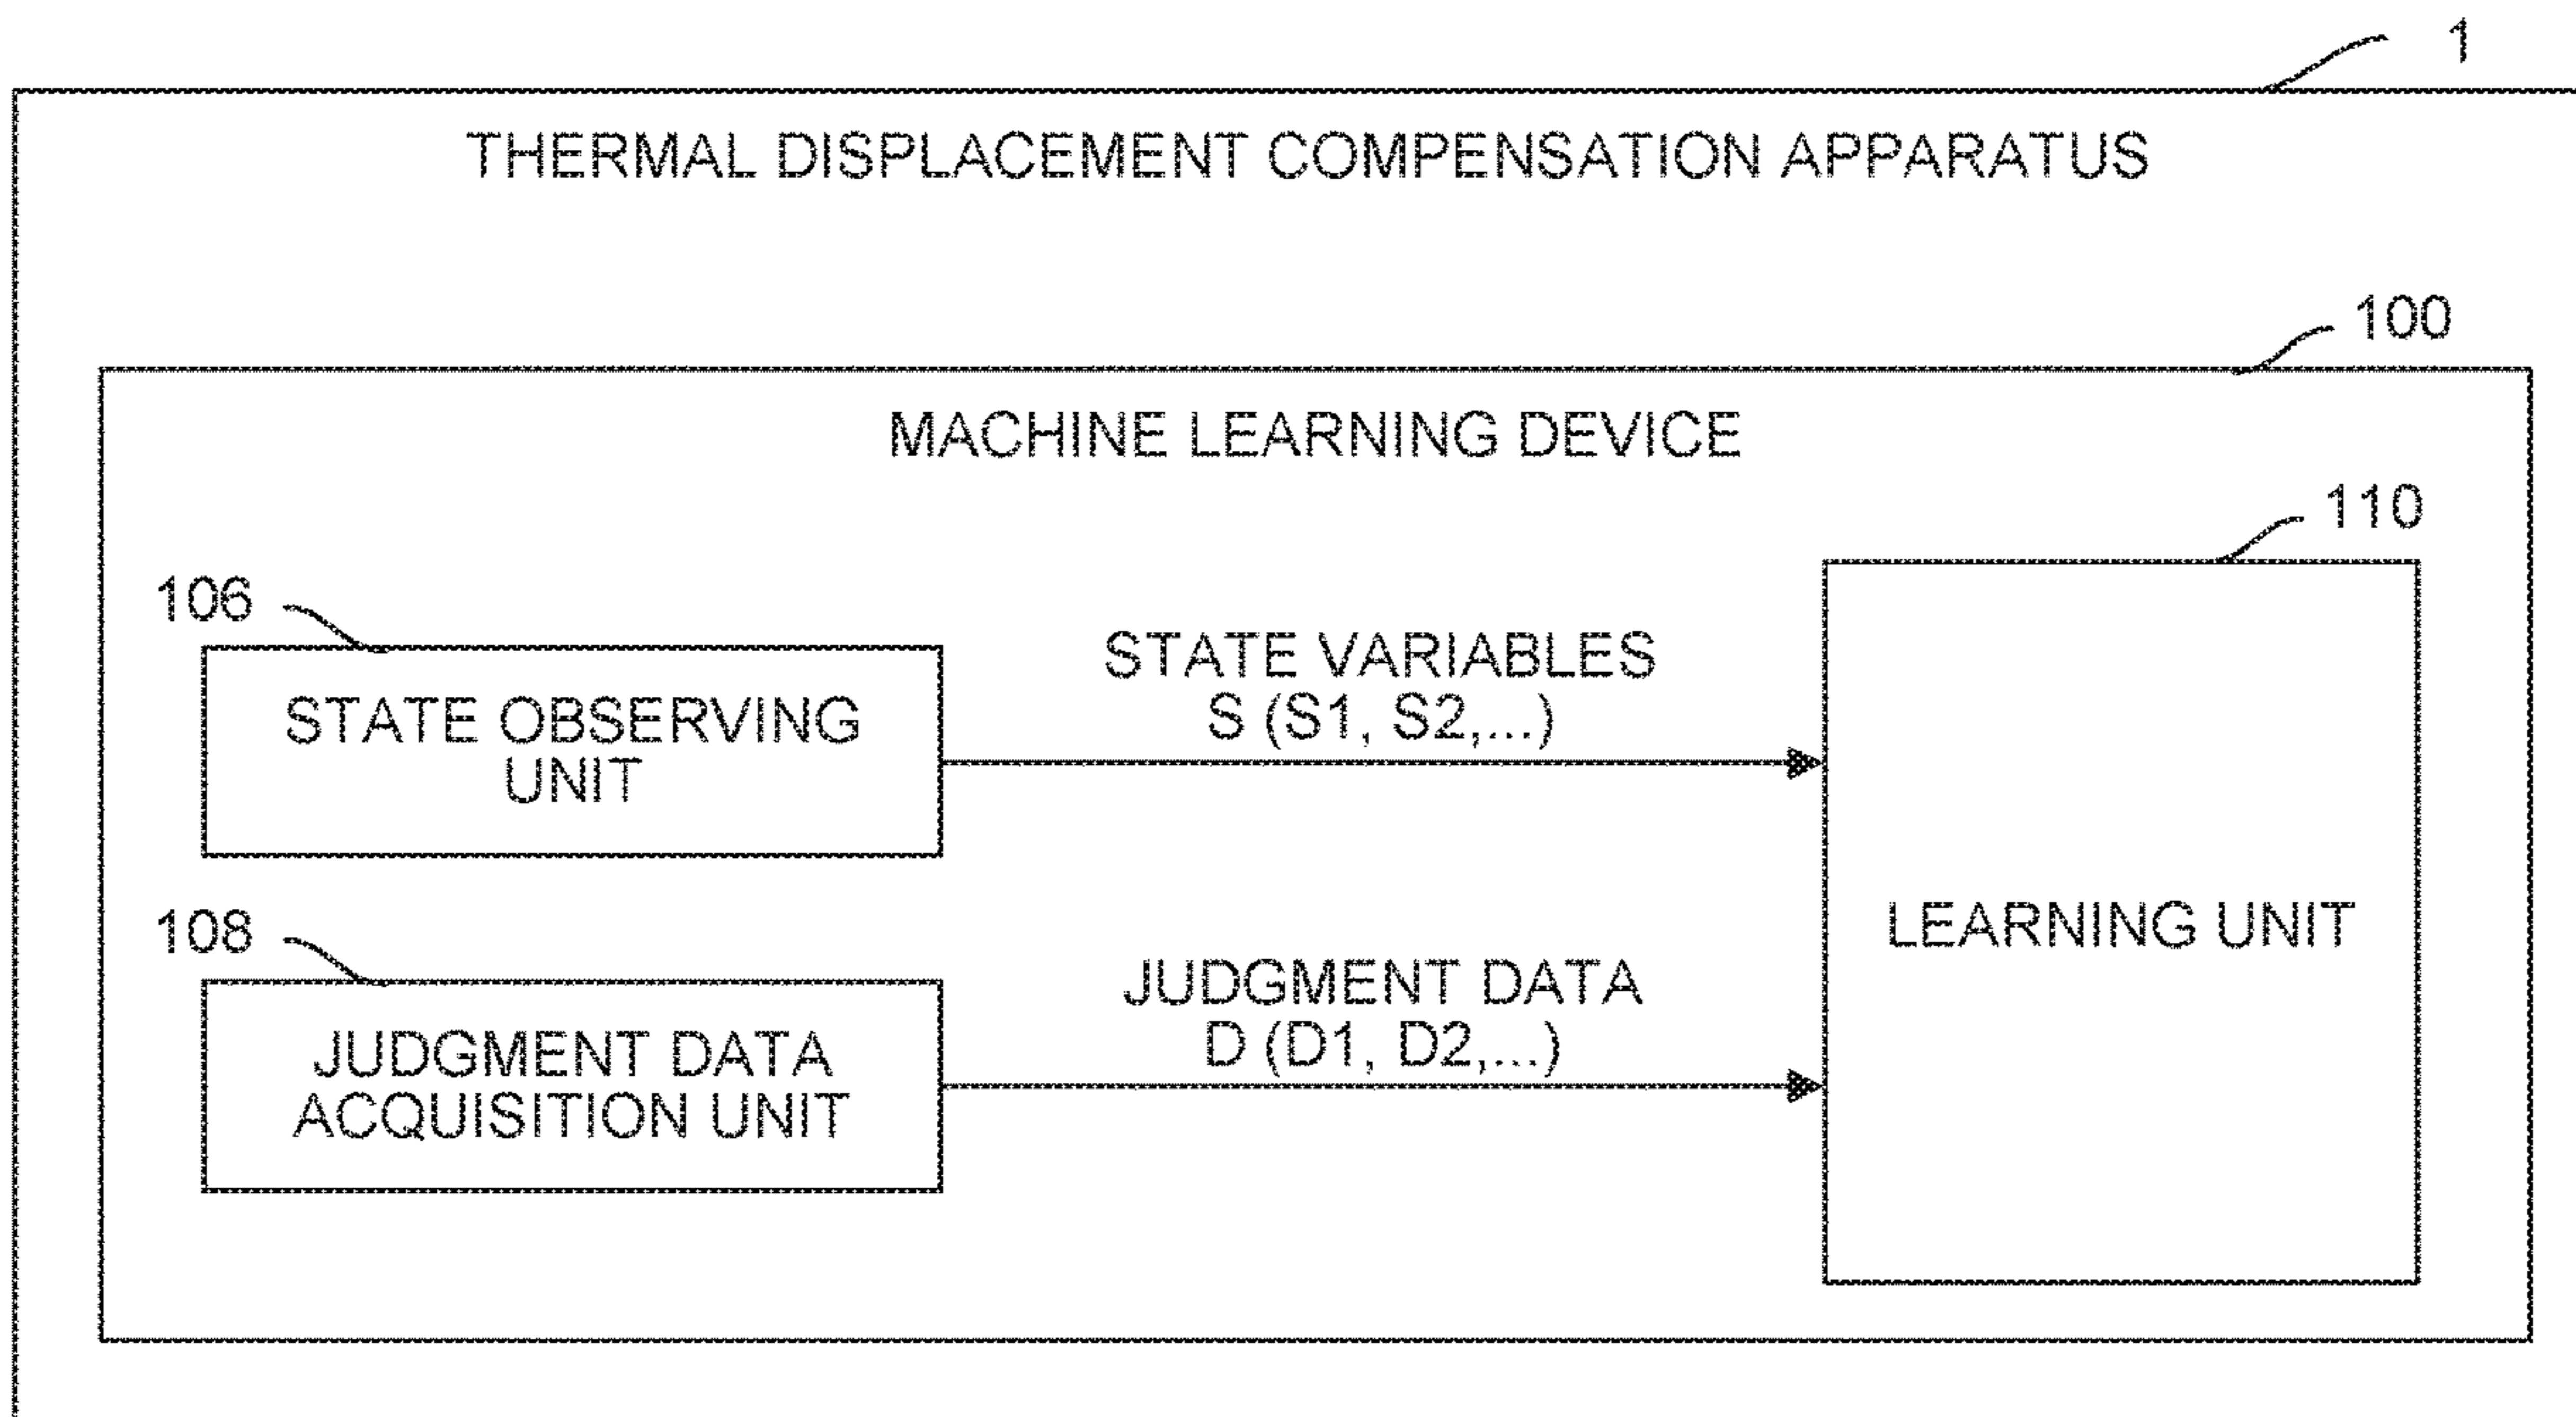 1
THERMAL DISPLACEMENT COMPENSATION APPARATUS
100
MACHINE LEARNING DEVICE
110
106
STATE OBSERVING
UNIT
STATE VARIABLES
S (S1, S2,...)
108
JUDGMENT DATA
ACQUISITION UNIT
JUDGMENT DATA
D (D1, D2,...)
LEARNING UNIT